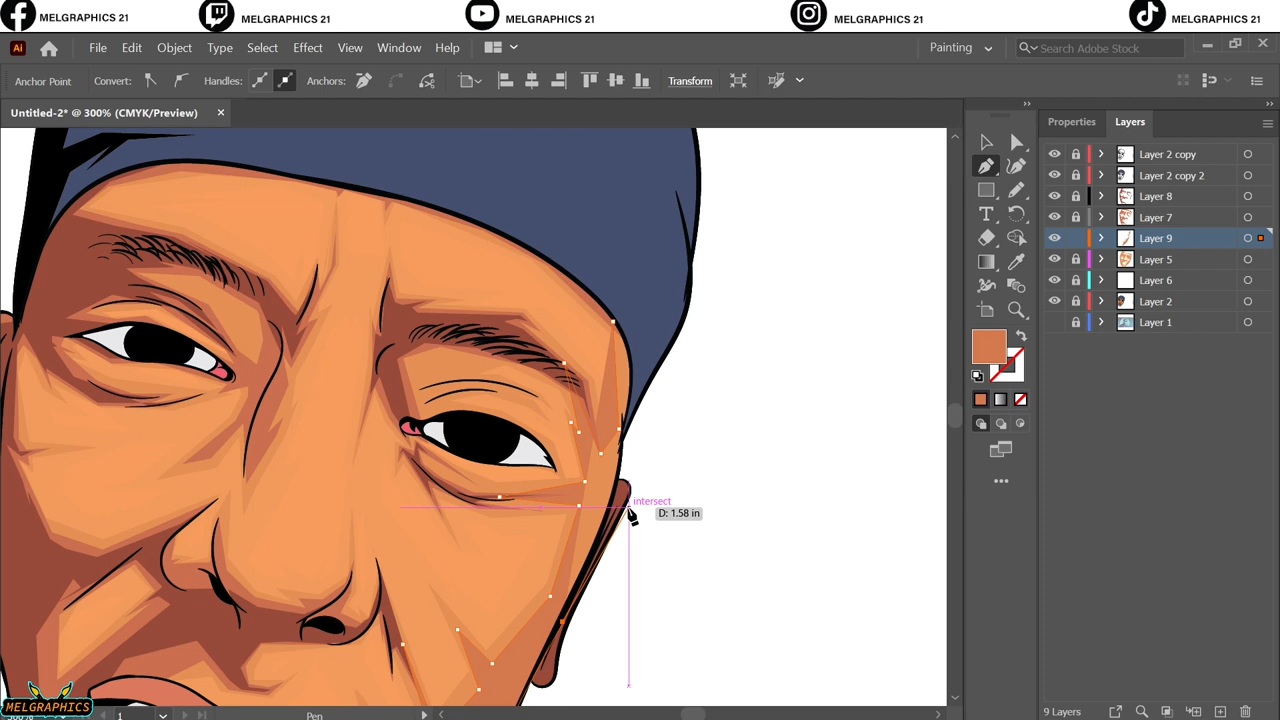 MELGRAPHICS 21 MELGRAPHICS 21 MELGRAPHICS 21 MELGRAPHICS 21 MELGRAPHICS 21
Ai File Edit Object Type Select Effect View Window Help Painting Search Adobe Stock
Anchor Point Convert: Handles: Anchors: Transform
Untitled-2* @ 300% (CMYK/Preview)
Properties Layers
Layer 2 copy
Layer 2 copy 2
Layer 8
Layer 7
Layer 9
Layer 5
Layer 6
Layer 2
Layer 1
intersect
D: 1.58 in
MELGRAPHICS
1 Pen
9 Layers